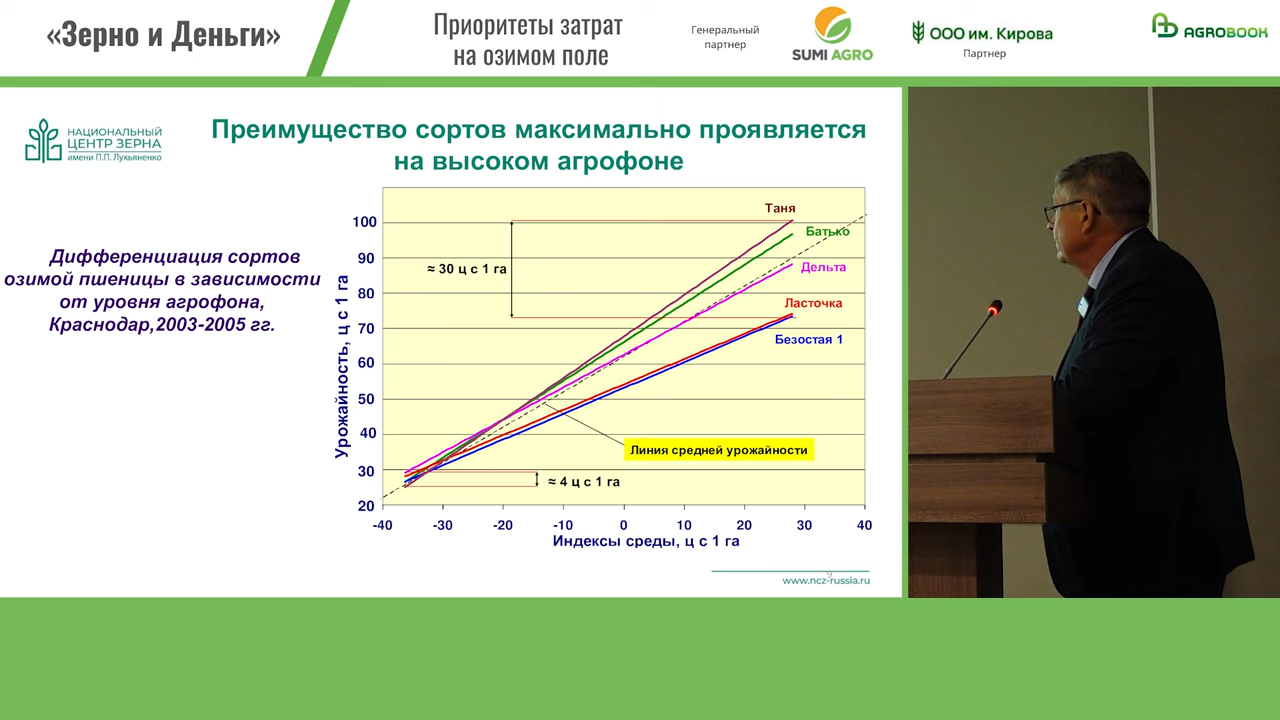 «Зерно и Деньги»
Приоритеты затрат
на озимом поле
Генеральный
партнер
SUMI AGRO
ООО им. Кирова
Партнер
AGROBOOK
НАЦИОНАЛЬНЫЙ
ЦЕНТР ЗЕРНА
имени П.П. Лукьяненко
Преимущество сортов максимально проявляется
на высоком агрофоне
Дифференциация сортов
озимой пшеницы в зависимости
от уровня агрофона,
Краснодар,2003-2005 гг.
Урожайность, ц с 1 га
100
90
80
70
60
50
40
30
20
Таня
Батько
≈ 30 ц с 1 га
Дельта
Ласточка
Безостая 1
Линия средней урожайности
≈ 4 ц с 1 га
-40 -30 -20 -10 0 10 20 30 40
Индексы среды, ц с 1 га
9
www.ncz-russia.ru